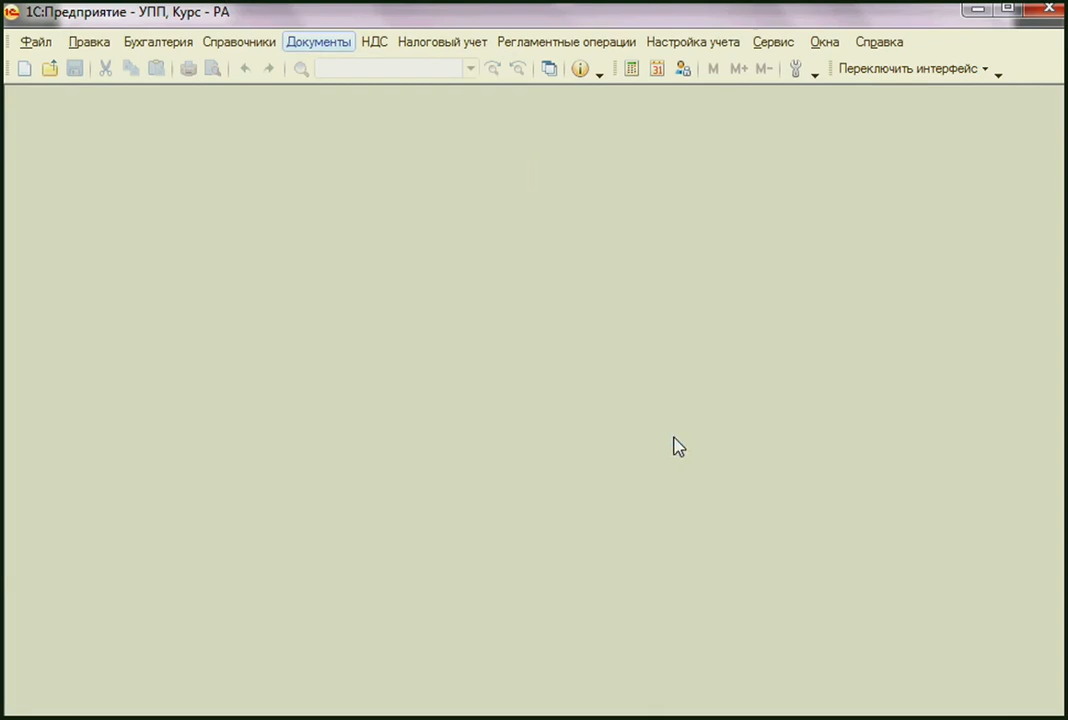 1С:Предприятие - УПП, Курс - РА
Файл Правка Бухгалтерия Справочники Документы НДС Налоговый учет Регламентные операции Настройка учета Сервис Окна Справка
31 M M+ M- Переключить интерфейс